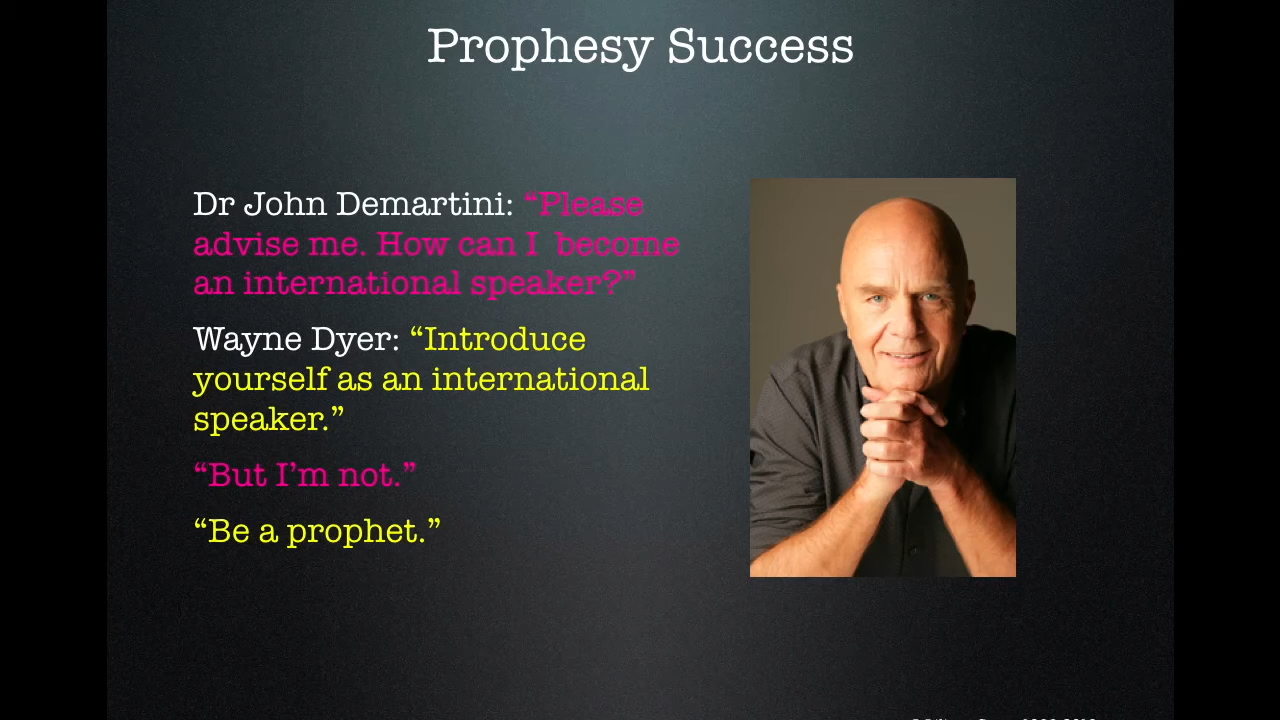 Prophesy Success
Dr John Demartini: “Please
advise me. How can I  become
an international speaker?”
Wayne Dyer: “Introduce
yourself as an international
speaker.”
“But I’m not.”
“Be a prophet.”